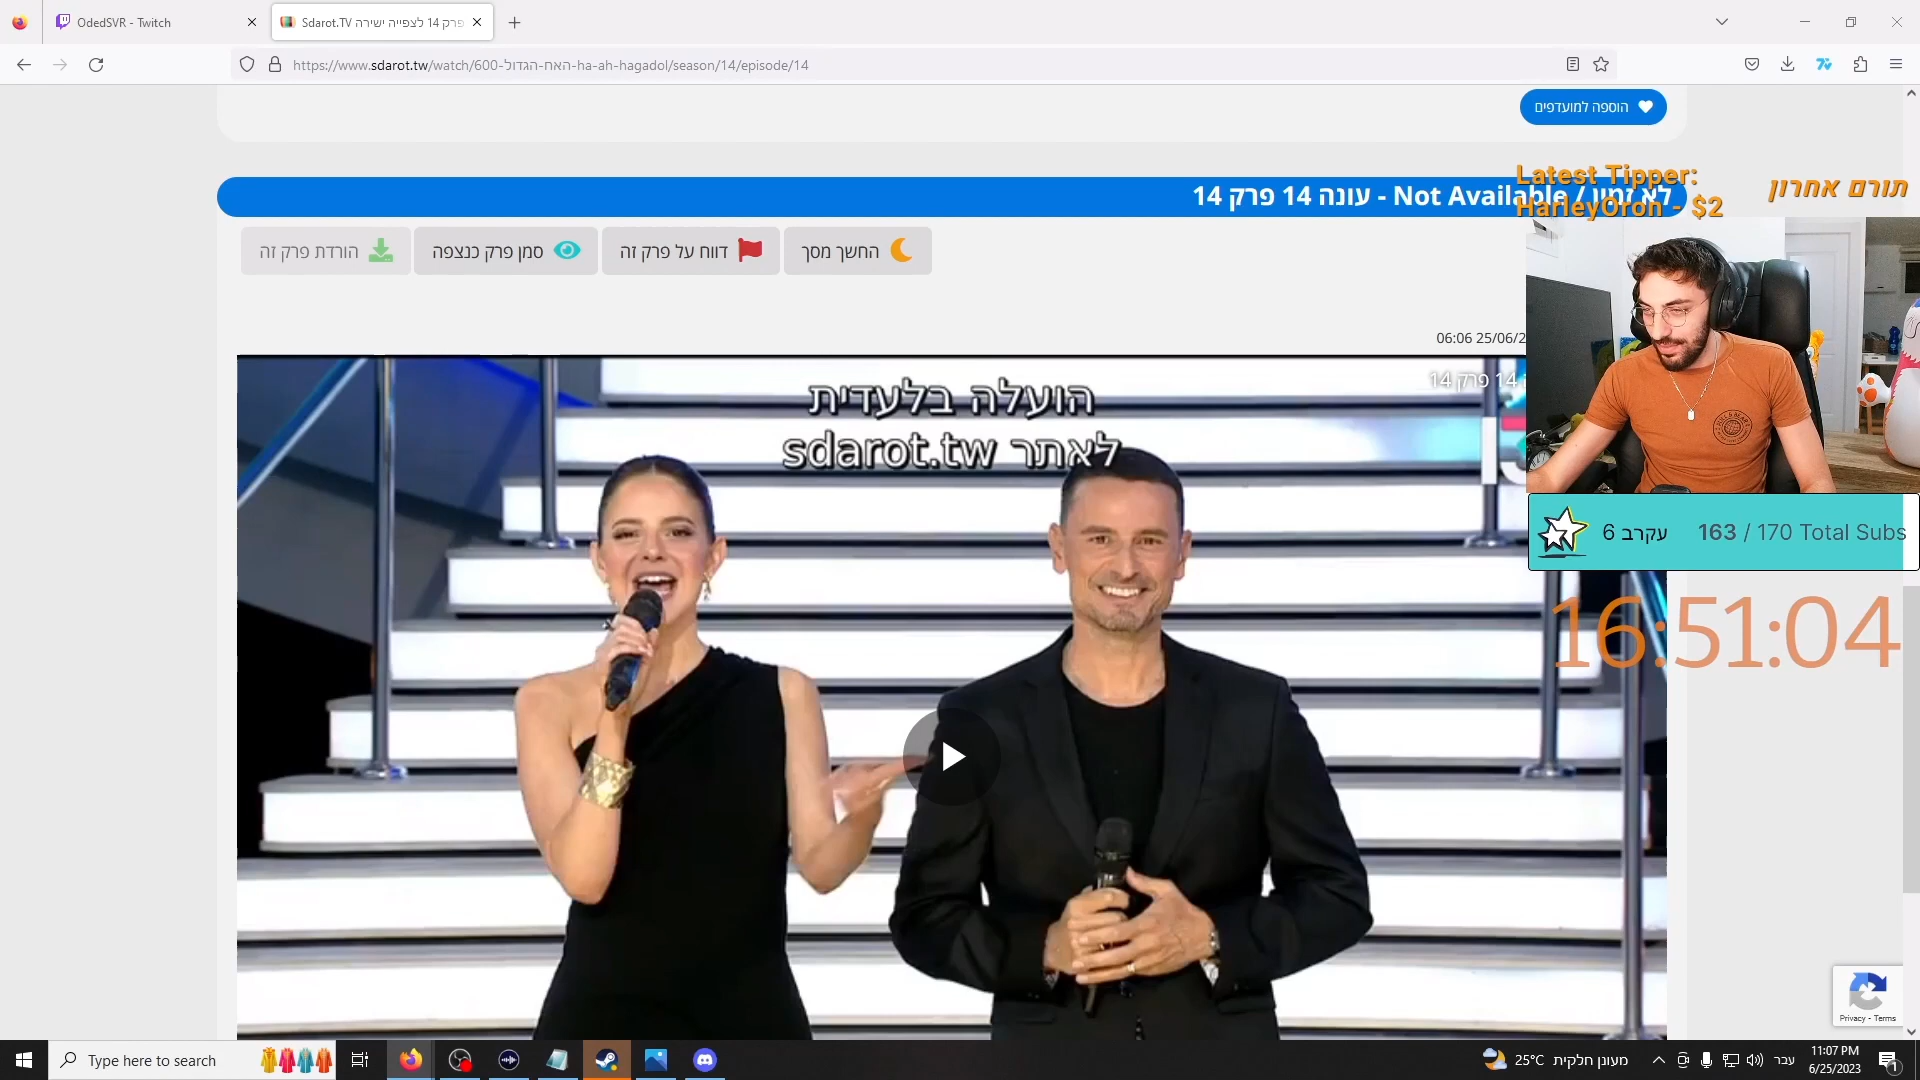 OdedSVR - Twitch
Sdarot.TV פרק 14 לצפייה ישירה
https://www.sdarot.tw/watch/600-האח-הגדול-ha-ah-hagadol/season/14/episode/14
הוספה למועדפים
לא זמין / Not Available - עונה 14 פרק 14
Latest Tipper:
HarleyOron - $2
תורם אחרון
החשך מסך
דווח על פרק זה
סמן פרק כנצפה
הורדת פרק זה
06:06 25/06/2
14 פרק 14
הועלה בלעדית
לאתר sdarot.tw
עקרב 6
163 / 170 Total Subs
16:51:04
Privacy - Terms
Type here to search
25°C מעונן חלקית
עבר
11:07 PM
6/25/2023
1